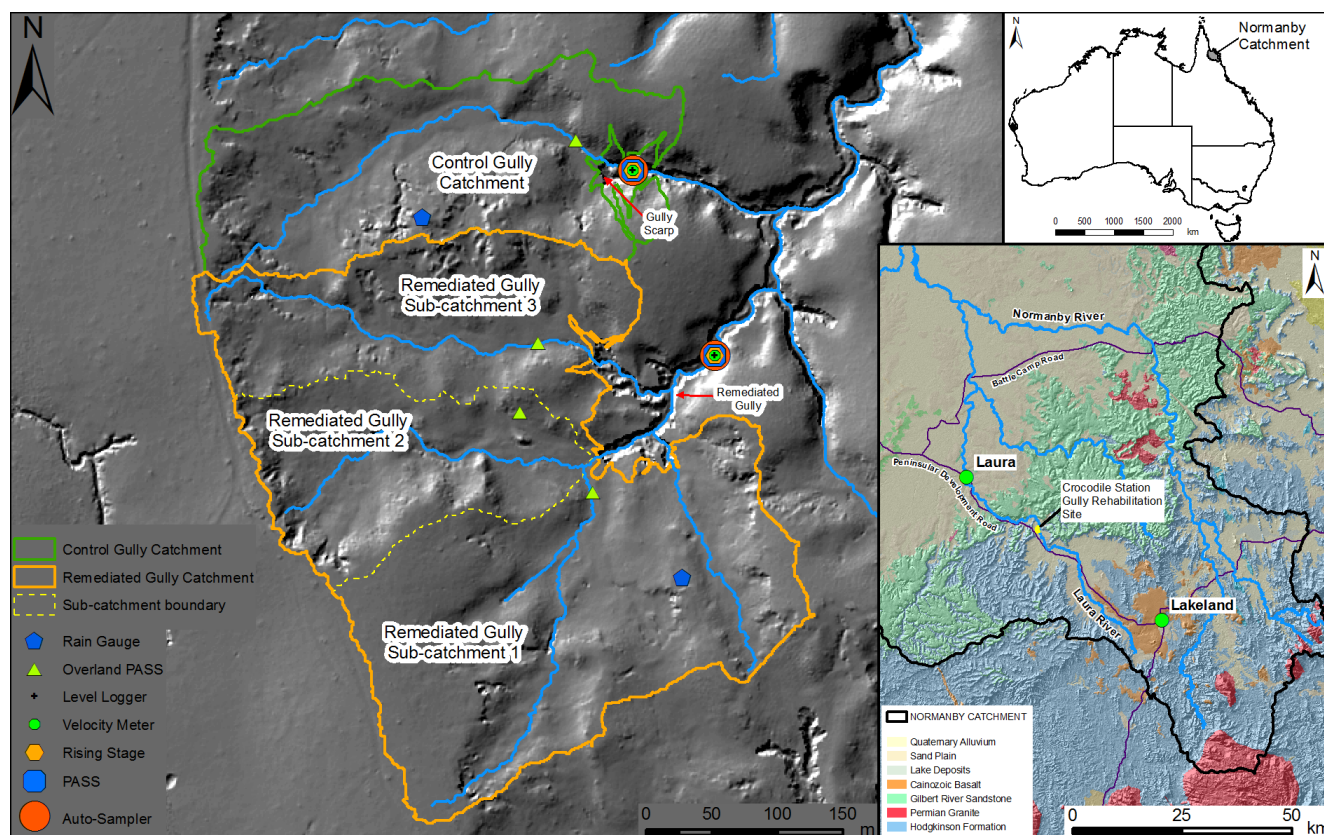 N
Control Gully
Catchment
Gully
Scarp
Remediated Gully
Sub-catchment 3
Remediated Gully
Sub-catchment 2
Remediated
Gully
Remediated Gully
Sub-catchment 1
Control Gully Catchment
Remediated Gully Catchment
Sub-catchment boundary
Rain Gauge
Overland PASS
Level Logger
Velocity Meter
Rising Stage
PASS
Auto-Sampler
0 50 100 150
m
N
Normanby
Catchment
0 500 1000 1500 2000
km
N
Normanby River
Battle Camp Road
Laura
Peninsular Development Road
Crocodile Station
Gully Rehabilitation
Site
Laura River
Lakeland
NORMANBY CATCHMENT
Quaternary Alluvium
Sand Plain
Lake Deposits
Cainozoic Basalt
Gilbert River Sandstone
Permian Granite
Hodgkinson Formation
0 25 50
km